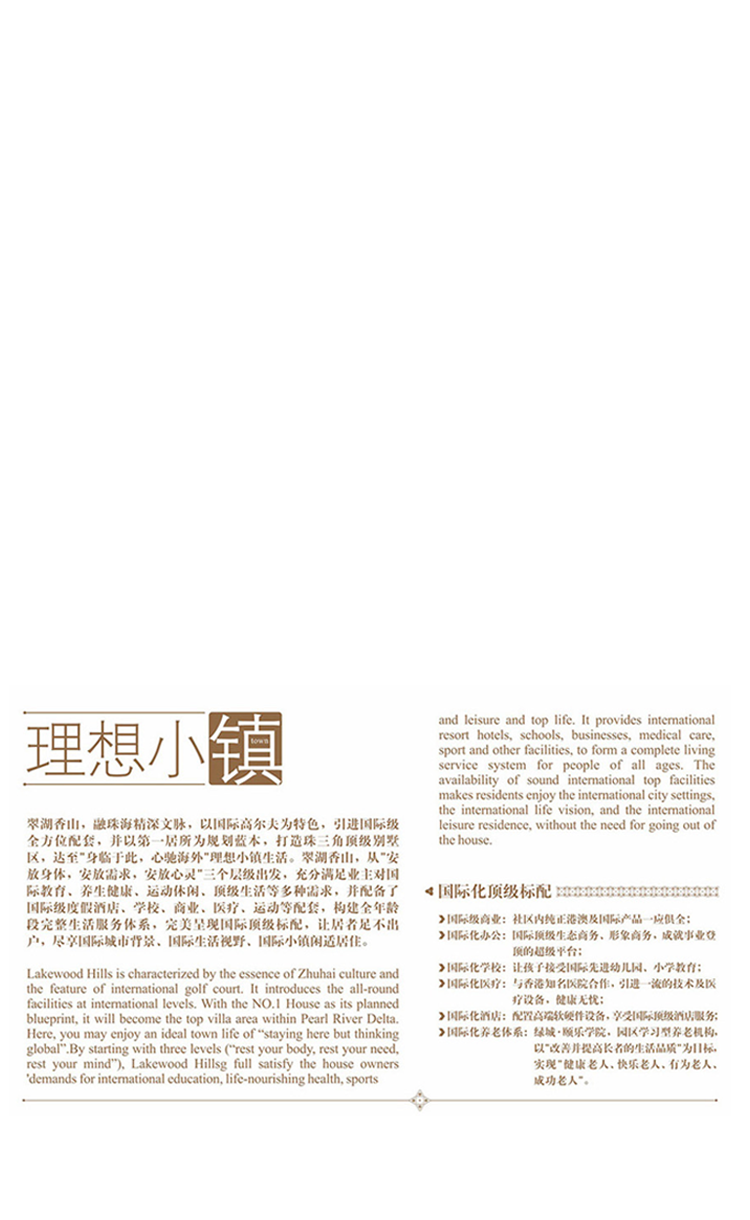 理想小镇
town
翠湖香山，融珠海精深文脉，以国际高尔夫为特色，引进国际级
全方位配套，并以第一居所为规划蓝本，打造珠三角顶级别墅
区，达至"身临于此，心驰海外"理想小镇生活。翠湖香山，从"安
放身体，安放需求，安放心灵"三个层级出发，充分满足业主对国
际教育、养生健康、运动休闲、顶级生活等多种需求，并配备了
国际级度假酒店、学校、商业、医疗、运动等配套，构建全年龄
段完整生活服务体系，完美呈现国际顶级标配，让居者足不出
户，尽享国际城市背景、国际生活视野、国际小镇闲适居住。
Lakewood Hills is characterized by the essence of Zhuhai culture and
the feature of international golf court. It introduces the all-round
facilities at international levels. With the NO.1 House as its planned
blueprint, it will become the top villa area within Pearl River Delta.
Here, you may enjoy an ideal town life of “staying here but thinking
global”.By starting with three levels (“rest your body, rest your need,
rest your mind”), Lakewood Hillsg full satisfy the house owners
'demands for international education, life-nourishing health, sports
and leisure and top life. It provides international
resort hotels, schools, businesses, medical care,
sport and other facilities, to form a complete living
service system for people of all ages. The
availability of sound international top facilities
makes residents enjoy the international city settings,
the international life vision, and the international
leisure residence, without the need for going out of
the house.
国际化顶级标配
国际级商业：社区内纯正港澳及国际产品一应俱全；
国际化办公：国际顶级生态商务、形象商务，成就事业登
顶的超级平台；
国际化学校：让孩子接受国际先进幼儿园、小学教育；
国际化医疗：与香港知名医院合作，引进一流的技术及医
疗设备，健康无忧；
国际化酒店：配置高端软硬件设备，享受国际顶级酒店服务；
国际化养老体系：绿城·颐乐学院，园区学习型养老机构，
以"改善并提高长者的生活品质"为目标，
实现"健康老人、快乐老人、有为老人、
成功老人"。